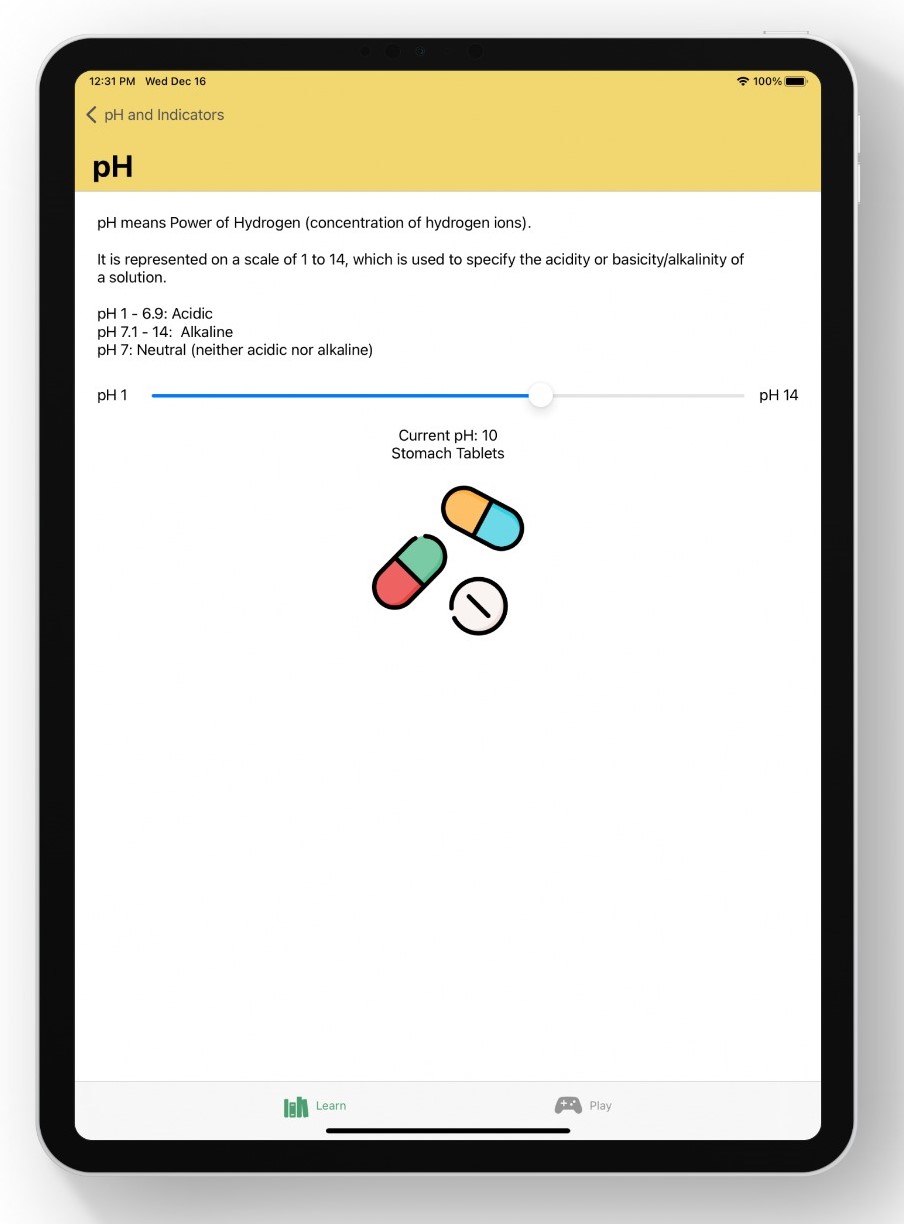 12:31 PM Wed Dec 16 100%
pH and Indicators
pH
pH means Power of Hydrogen (concentration of hydrogen ions).
It is represented on a scale of 1 to 14, which is used to specify the acidity or basicity/alkalinity of
a solution.
pH 1 - 6.9: Acidic
pH 7.1 - 14:  Alkaline
pH 7: Neutral (neither acidic nor alkaline)
pH 1 pH 14
Current pH: 10
Stomach Tablets
Learn Play